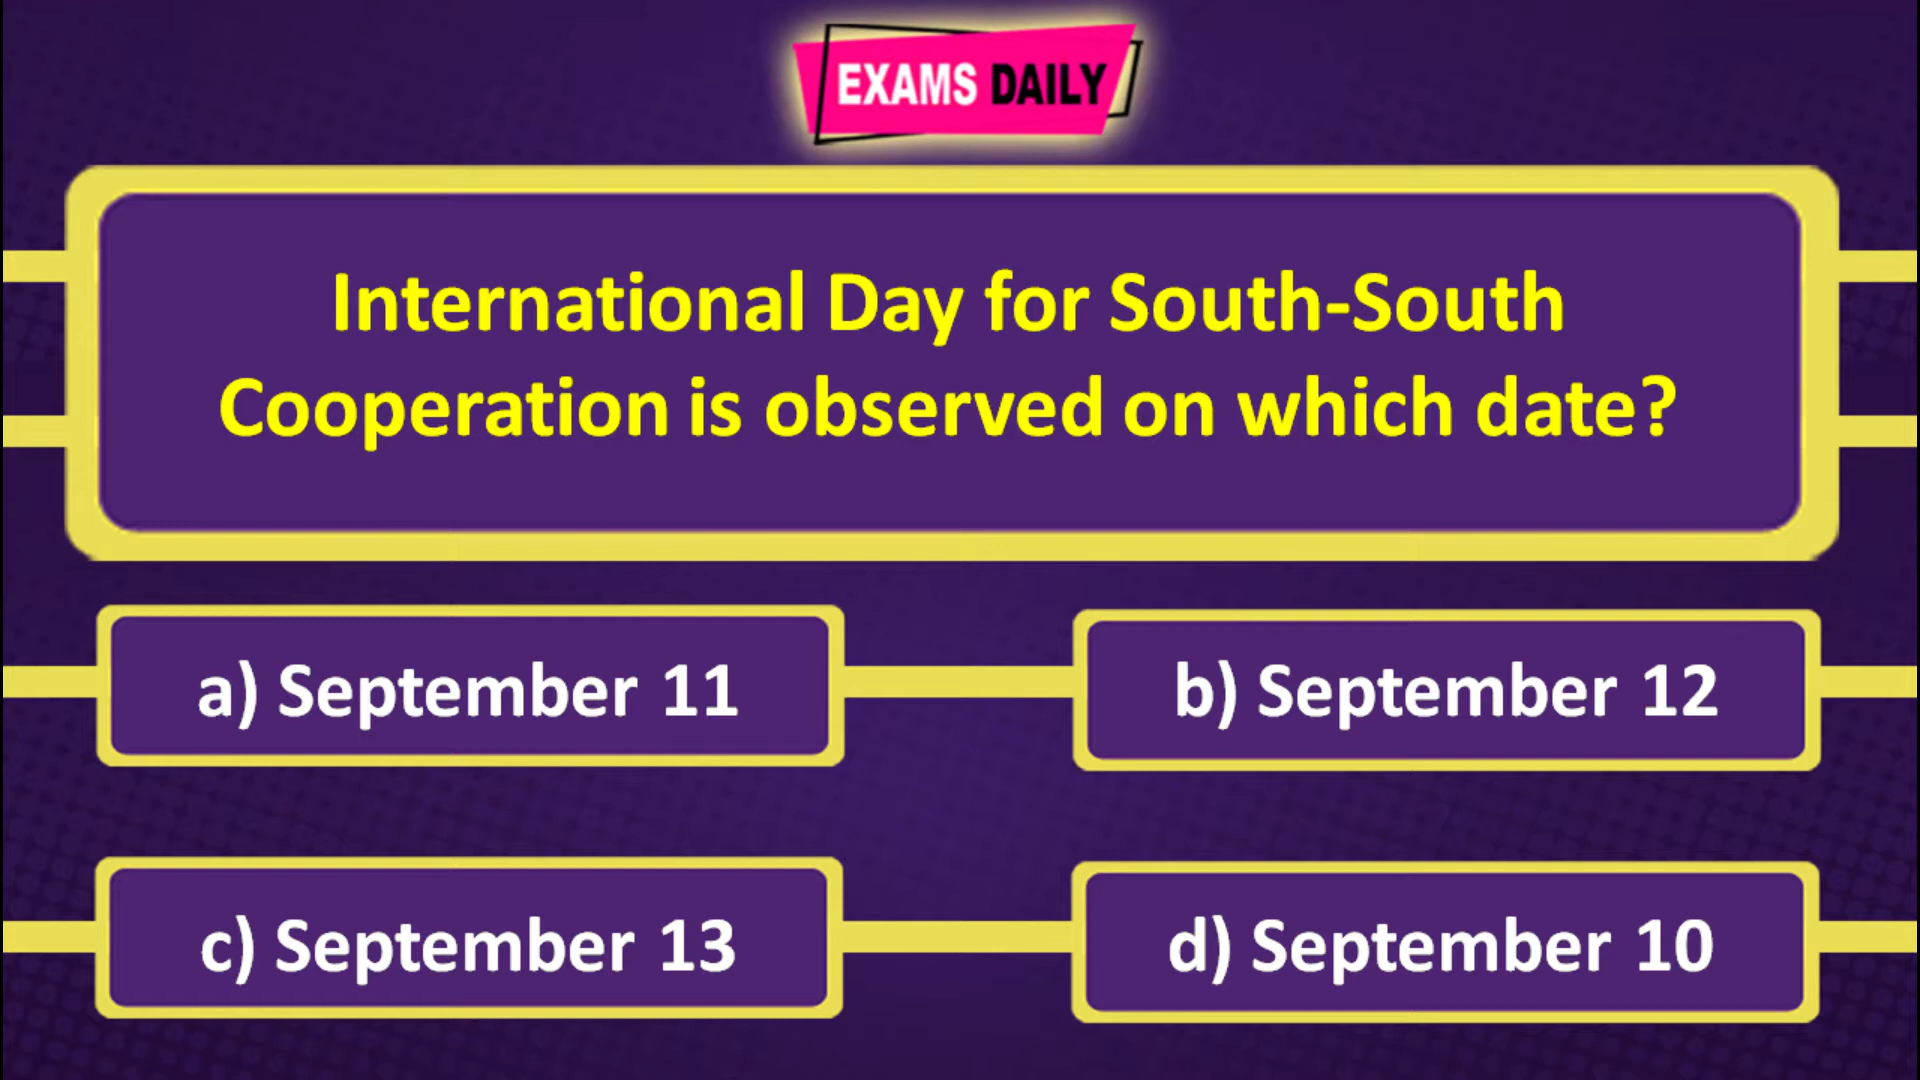 EXAMS DAILY
International Day for South-South
Cooperation is observed on which date?
a) September 11
b) September 12
c) September 13
d) September 10